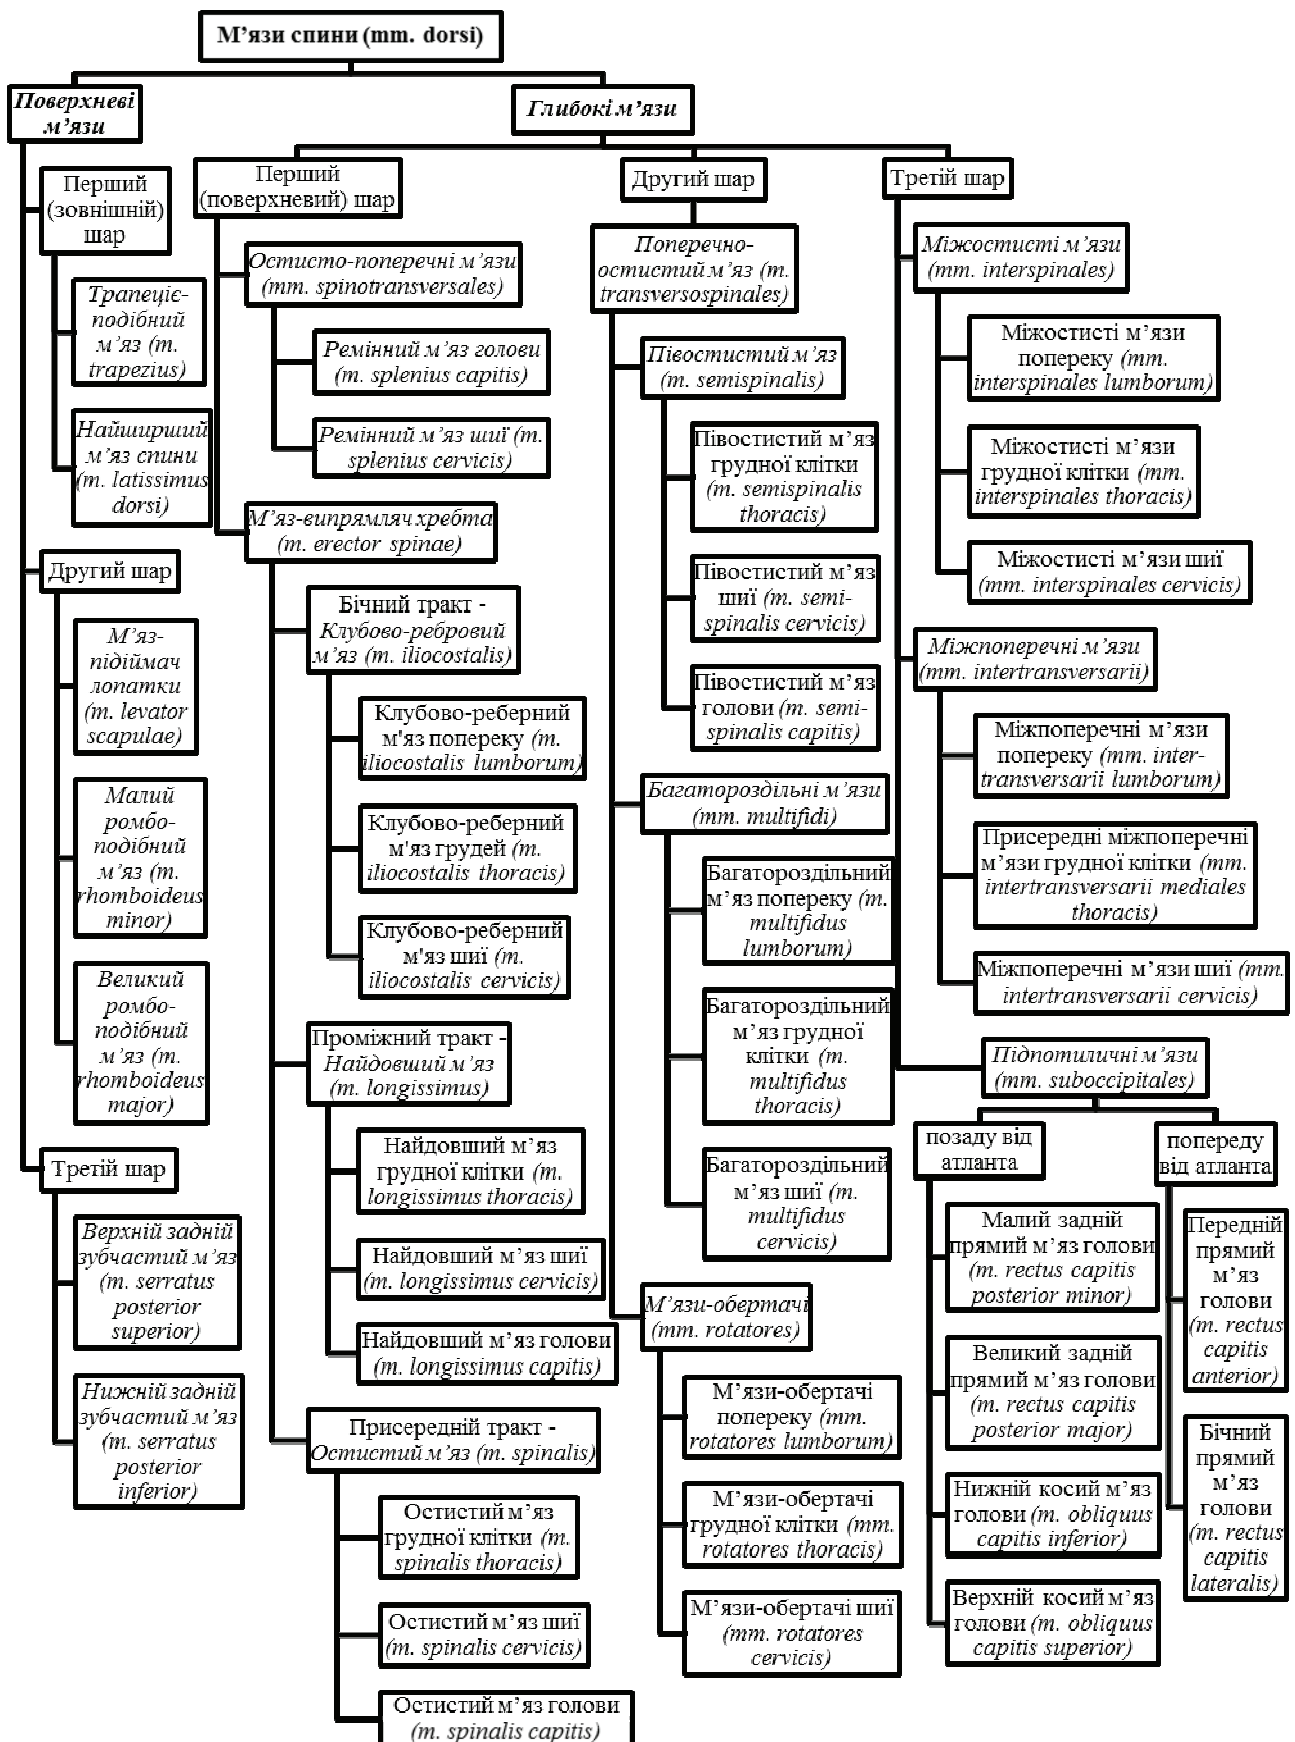 М’язи спини (mm. dorsi)
Поверхневі
м’язи
Глибокі м’язи
Перший
(зовнішній)
шар
Трапеціє-
подібний
м’яз (m.
trapezius)
Найширший
м’яз спини
(m. latissimus
dorsi)
Другий шар
М’яз-
підіймач
лопатки
(m. levator
scapulae)
Малий
ромбо-
подібний
м’яз (m.
rhomboideus
minor)
Великий
ромбо-
подібний
м’яз (m.
rhomboideus
major)
Третій шар
Верхній задній
зубчастий м’яз
(m. serratus
posterior
superior)
Нижній задній
зубчастий м’яз
(m. serratus
posterior
inferior)
Перший
(поверхневий) шар
Остисто-поперечні м’язи
(mm. spinotransversales)
Ремінний м’яз голови
(m. splenius capitis)
Ремінний м’яз шиї (m.
splenius cervicis)
М’яз-випрямляч хребта
(m. erector spinae)
Бічний тракт -
Клубово-ребровий
м’яз (m. iliocostalis)
Клубово-реберний
м'яз попереку (m.
iliocostalis lumborum)
Клубово-реберний
м'яз грудей (m.
iliocostalis thoracis)
Клубово-реберний
м'яз шиї (m.
iliocostalis cervicis)
Проміжний тракт -
Найдовший м’яз
(m. longissimus)
Найдовший м’яз
грудної клітки (m.
longissimus thoracis)
Найдовший м’яз шиї
(m. longissimus cervicis)
Найдовший м’яз голови
(m. longissimus capitis)
Присередній тракт -
Остистий м’яз (m. spinalis)
Остистий м’яз
грудної клітки (m.
spinalis thoracis)
Остистий м’яз шиї
(m. spinalis cervicis)
Остистий м’яз голови
(m. spinalis capitis)
Другий шар
Поперечно-
остистий м’яз (m.
transversospinales)
Півостистий м’яз
(m. semispinalis)
Півостистий м’яз
грудної клітки
(m. semispinalis
thoracis)
Півостистий м’яз
шиї (m. semi-
spinalis cervicis)
Півостистий м’яз
голови (m. semi-
spinalis capitis)
Багатороздільні м’язи
(mm. multifidi)
Багатороздільний
м’яз попереку (m.
multifidus
lumborum)
Багатороздільний
м’яз грудної
клітки (m.
multifidus
thoracis)
Багатороздільний
м’яз шиї (m.
multifidus
cervicis)
М’язи-обертачі
(mm. rotatores)
М’язи-обертачі
попереку (mm.
rotatores lumborum)
М’язи-обертачі
грудної клітки (mm.
rotatores thoracis)
М’язи-обертачі шиї
(mm. rotatores
cervicis)
Третій шар
Міжостисті м’язи
(mm. interspinales)
Міжостисті м’язи
попереку (mm.
interspinales lumborum)
Міжостисті м’язи
грудної клітки (mm.
interspinales thoracis)
Міжостисті м’язи шиї
(mm. interspinales cervicis)
Міжпоперечні м’язи
(mm. intertransversarii)
Міжпоперечні м’язи
попереку (mm. inter-
transversarii lumborum)
Присередні міжпоперечні
м’язи грудної клітки (mm.
intertransversarii mediales
thoracis)
Міжпоперечні м’язи шиї (mm.
intertransversarii cervicis)
Підпотиличні м’язи
(mm. suboccipitales)
позаду від
атланта
Малий задній
прямий м’яз голови
(m. rectus capitis
posterior minor)
Великий задній
прямий м’яз голови
(m. rectus capitis
posterior major)
Нижній косий м’яз
голови (m. obliquus
capitis inferior)
Верхній косий м’яз
голови (m. obliquus
capitis superior)
попереду
від атланта
Передній
прямий
м’яз
голови
(m. rectus
capitis
anterior)
Бічний
прямий
м’яз
голови
(m. rectus
capitis
lateralis)